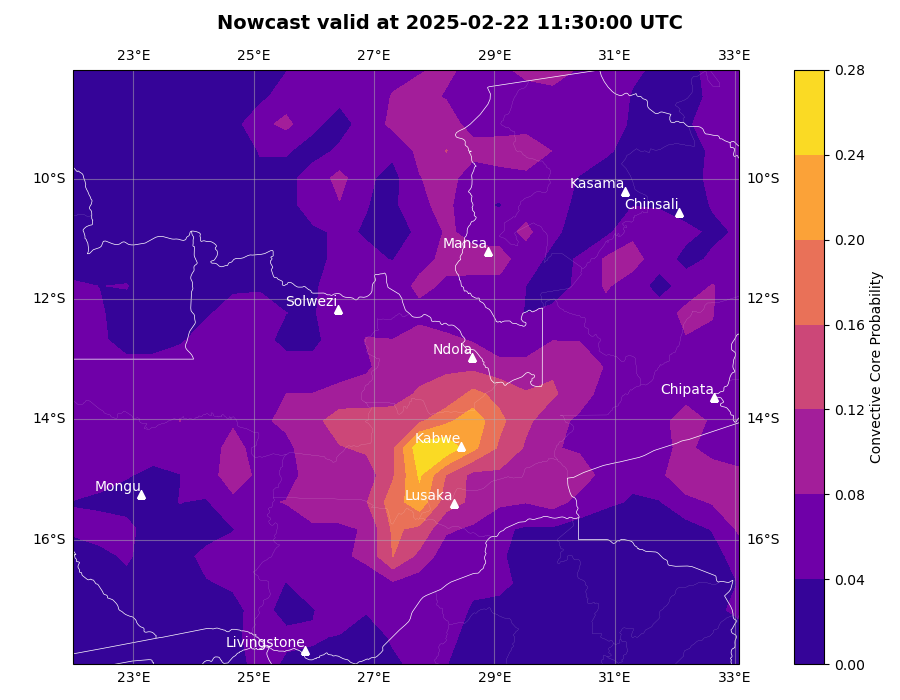 Nowcast valid at 2025-02-22 11:30:00 UTC
23°E 25°E 27°E 29°E 31°E 33°E
0.28
0.24
10°S Kasama 10°S
Chinsali
0.20
Mansa
12°S Solwezi 12°S
0.16
Ndola
Chipata
0.12
14°S 14°S
Kabwe
Mongu Lusaka
0.08
16°S 16°S
0.04
Livingstone
0.00
23°E 25°E 27°E 29°E 31°E 33°E
Convective Core Probability